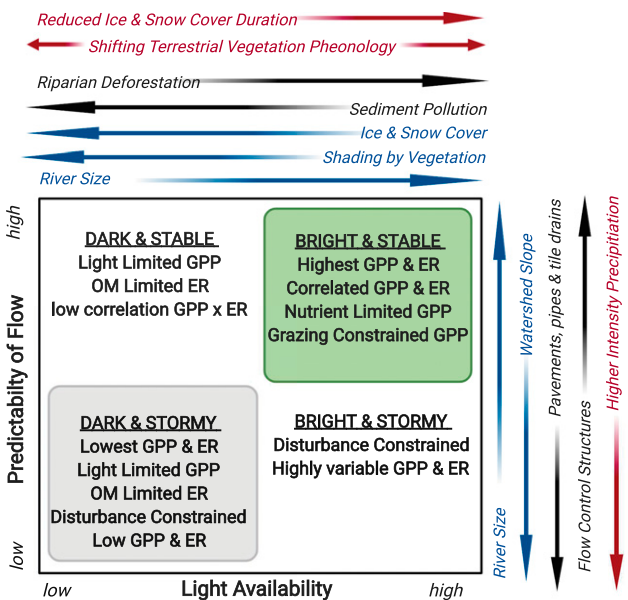 Reduced Ice & Snow Cover Duration
Shifting Terrestrial Vegetation Pheonology
Riparian Deforestation
Sediment Pollution
Ice & Snow Cover
Shading by Vegetation
River Size
high
Predictabilty of Flow
low
DARK & STABLE
Light Limited GPP
OM Limited ER
low correlation GPP x ER
BRIGHT & STABLE
Highest GPP & ER
Correlated GPP & ER
Nutrient Limited GPP
Grazing Constrained GPP
DARK & STORMY
Lowest GPP & ER
Light Limited GPP
OM Limited ER
Disturbance Constrained
Low GPP & ER
BRIGHT & STORMY
Disturbance Constrained
Highly variable GPP & ER
low
Light Availability
high
River Size
Watershed Slope
Pavements, pipes & tile drains
Flow Control Structures
Higher Intensity Precipitiation